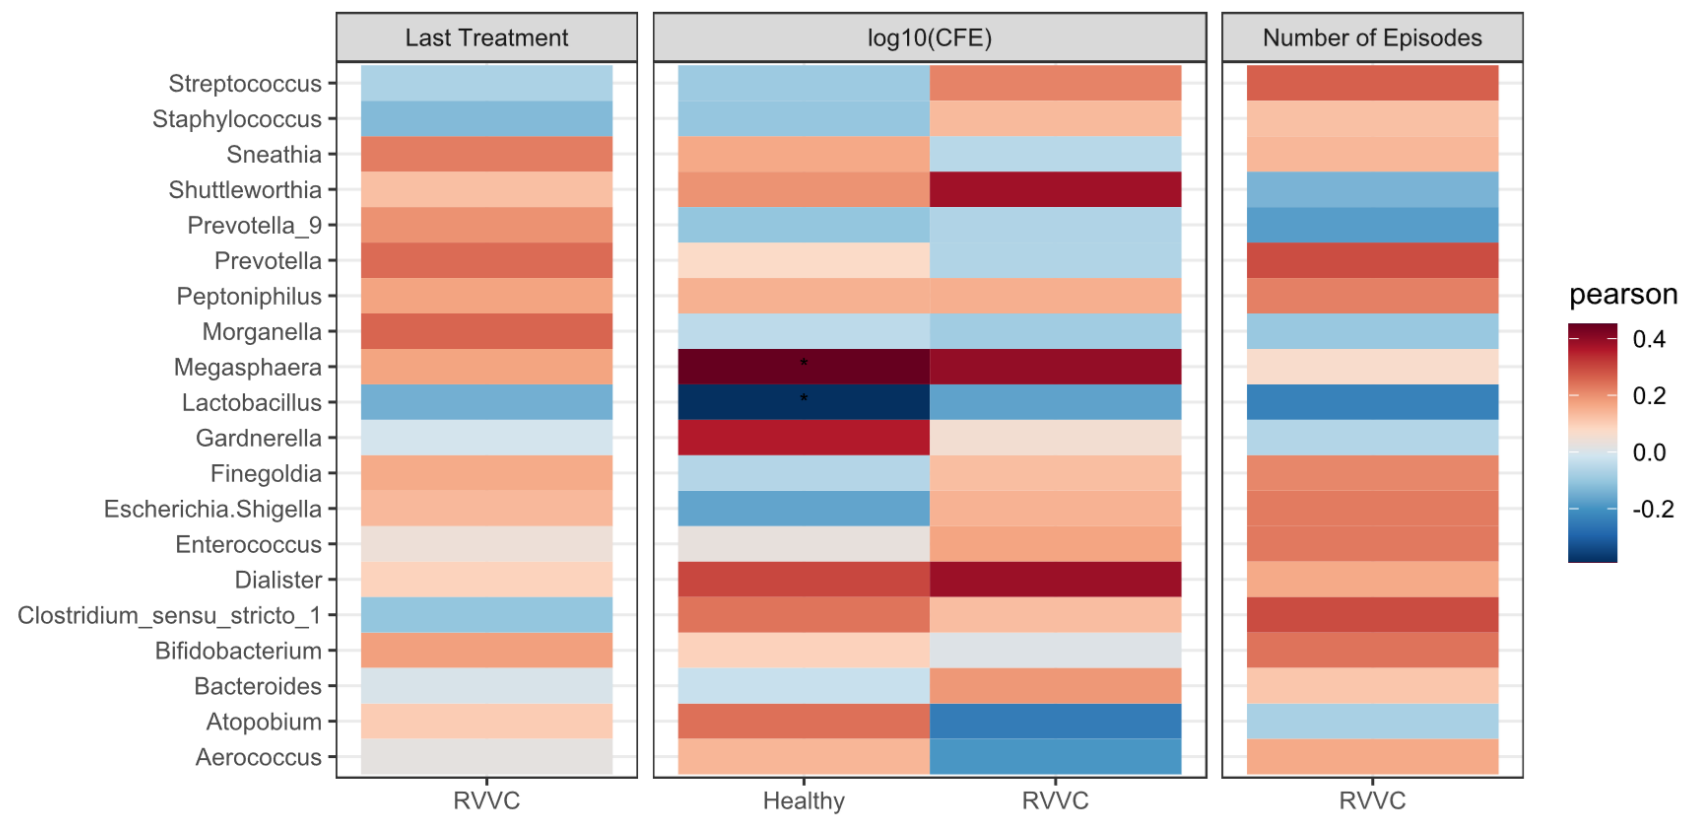 Last Treatment
log10(CFE)
Number of Episodes
Streptococcus
Staphylococcus
Sneathia
Shuttleworthia
Prevotella_9
Prevotella
Peptoniphilus
Morganella
Megasphaera
*
Lactobacillus
*
Gardnerella
Finegoldia
Escherichia.Shigella
Enterococcus
Dialister
Clostridium_sensu_stricto_1
Bifidobacterium
Bacteroides
Atopobium
Aerococcus
RVVC
Healthy
RVVC
RVVC
pearson
0.4
0.2
0.0
-0.2